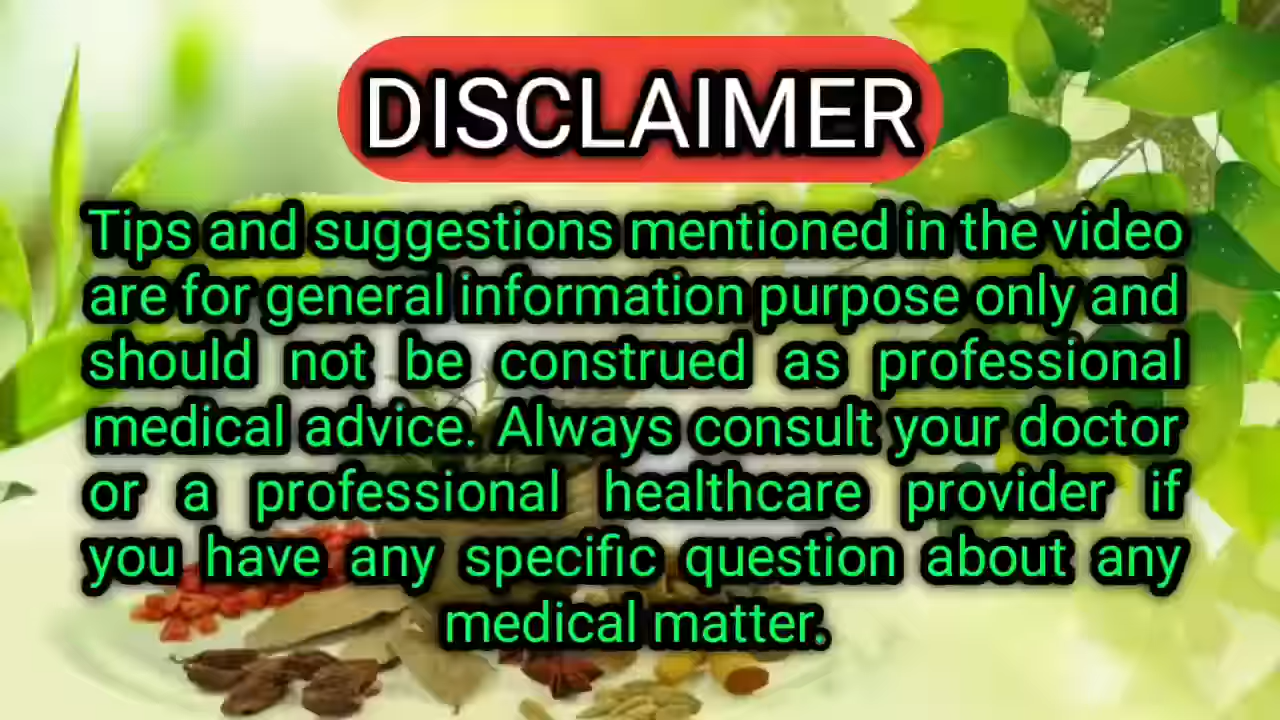 DISCLAIMER
Tips and suggestions mentioned in the video
are for general information purpose only and
should not be construed as professional
medical advice. Always consult your doctor
or a professional healthcare provider if
you have any specific question about any
medical matter.